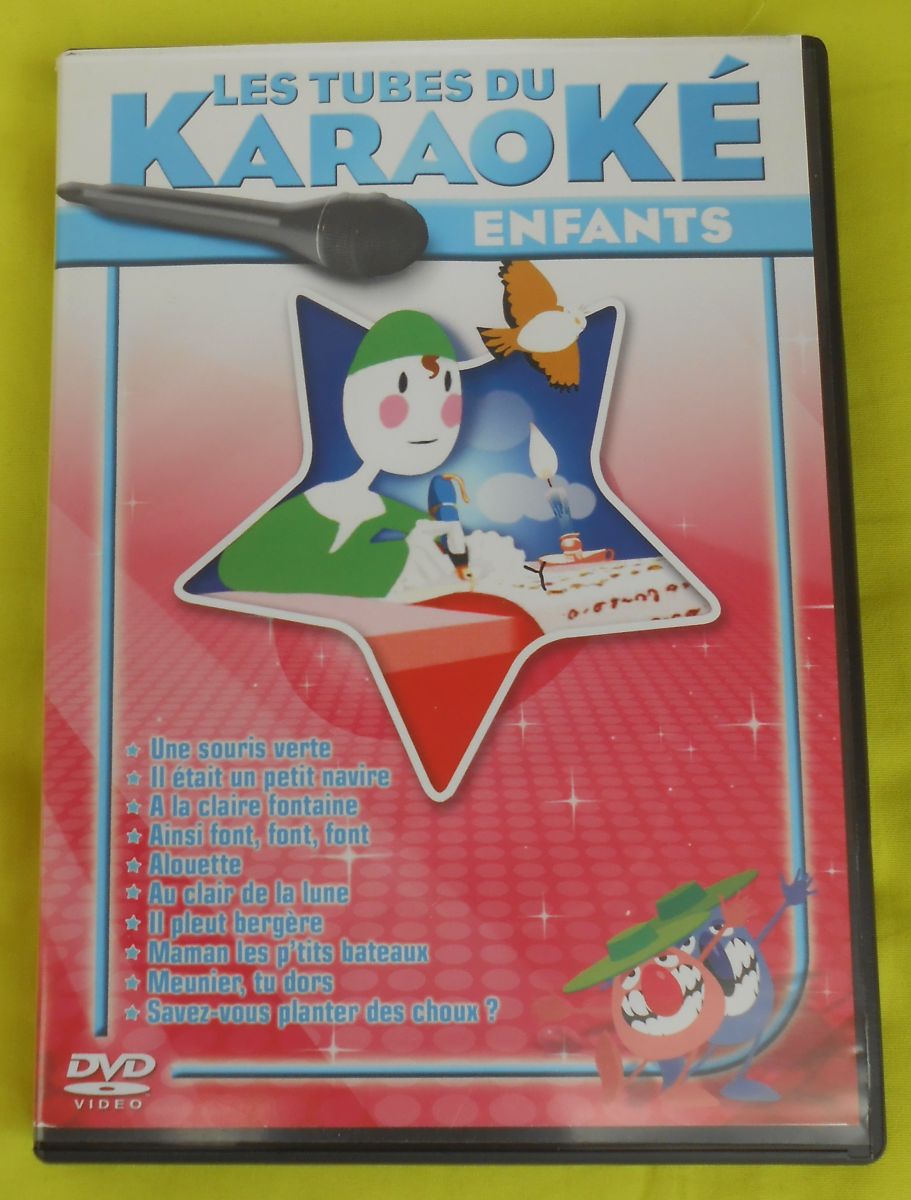 LES TUBES DU
KARAOKÉ
ENFANTS
Une souris verte
Il était un petit navire
A la claire fontaine
Ainsi font, font, font
Alouette
Au clair de la lune
Il pleut bergère
Maman les p'tits bateaux
Meunier, tu dors
Savez-vous planter des choux ?
DVD
VIDEO